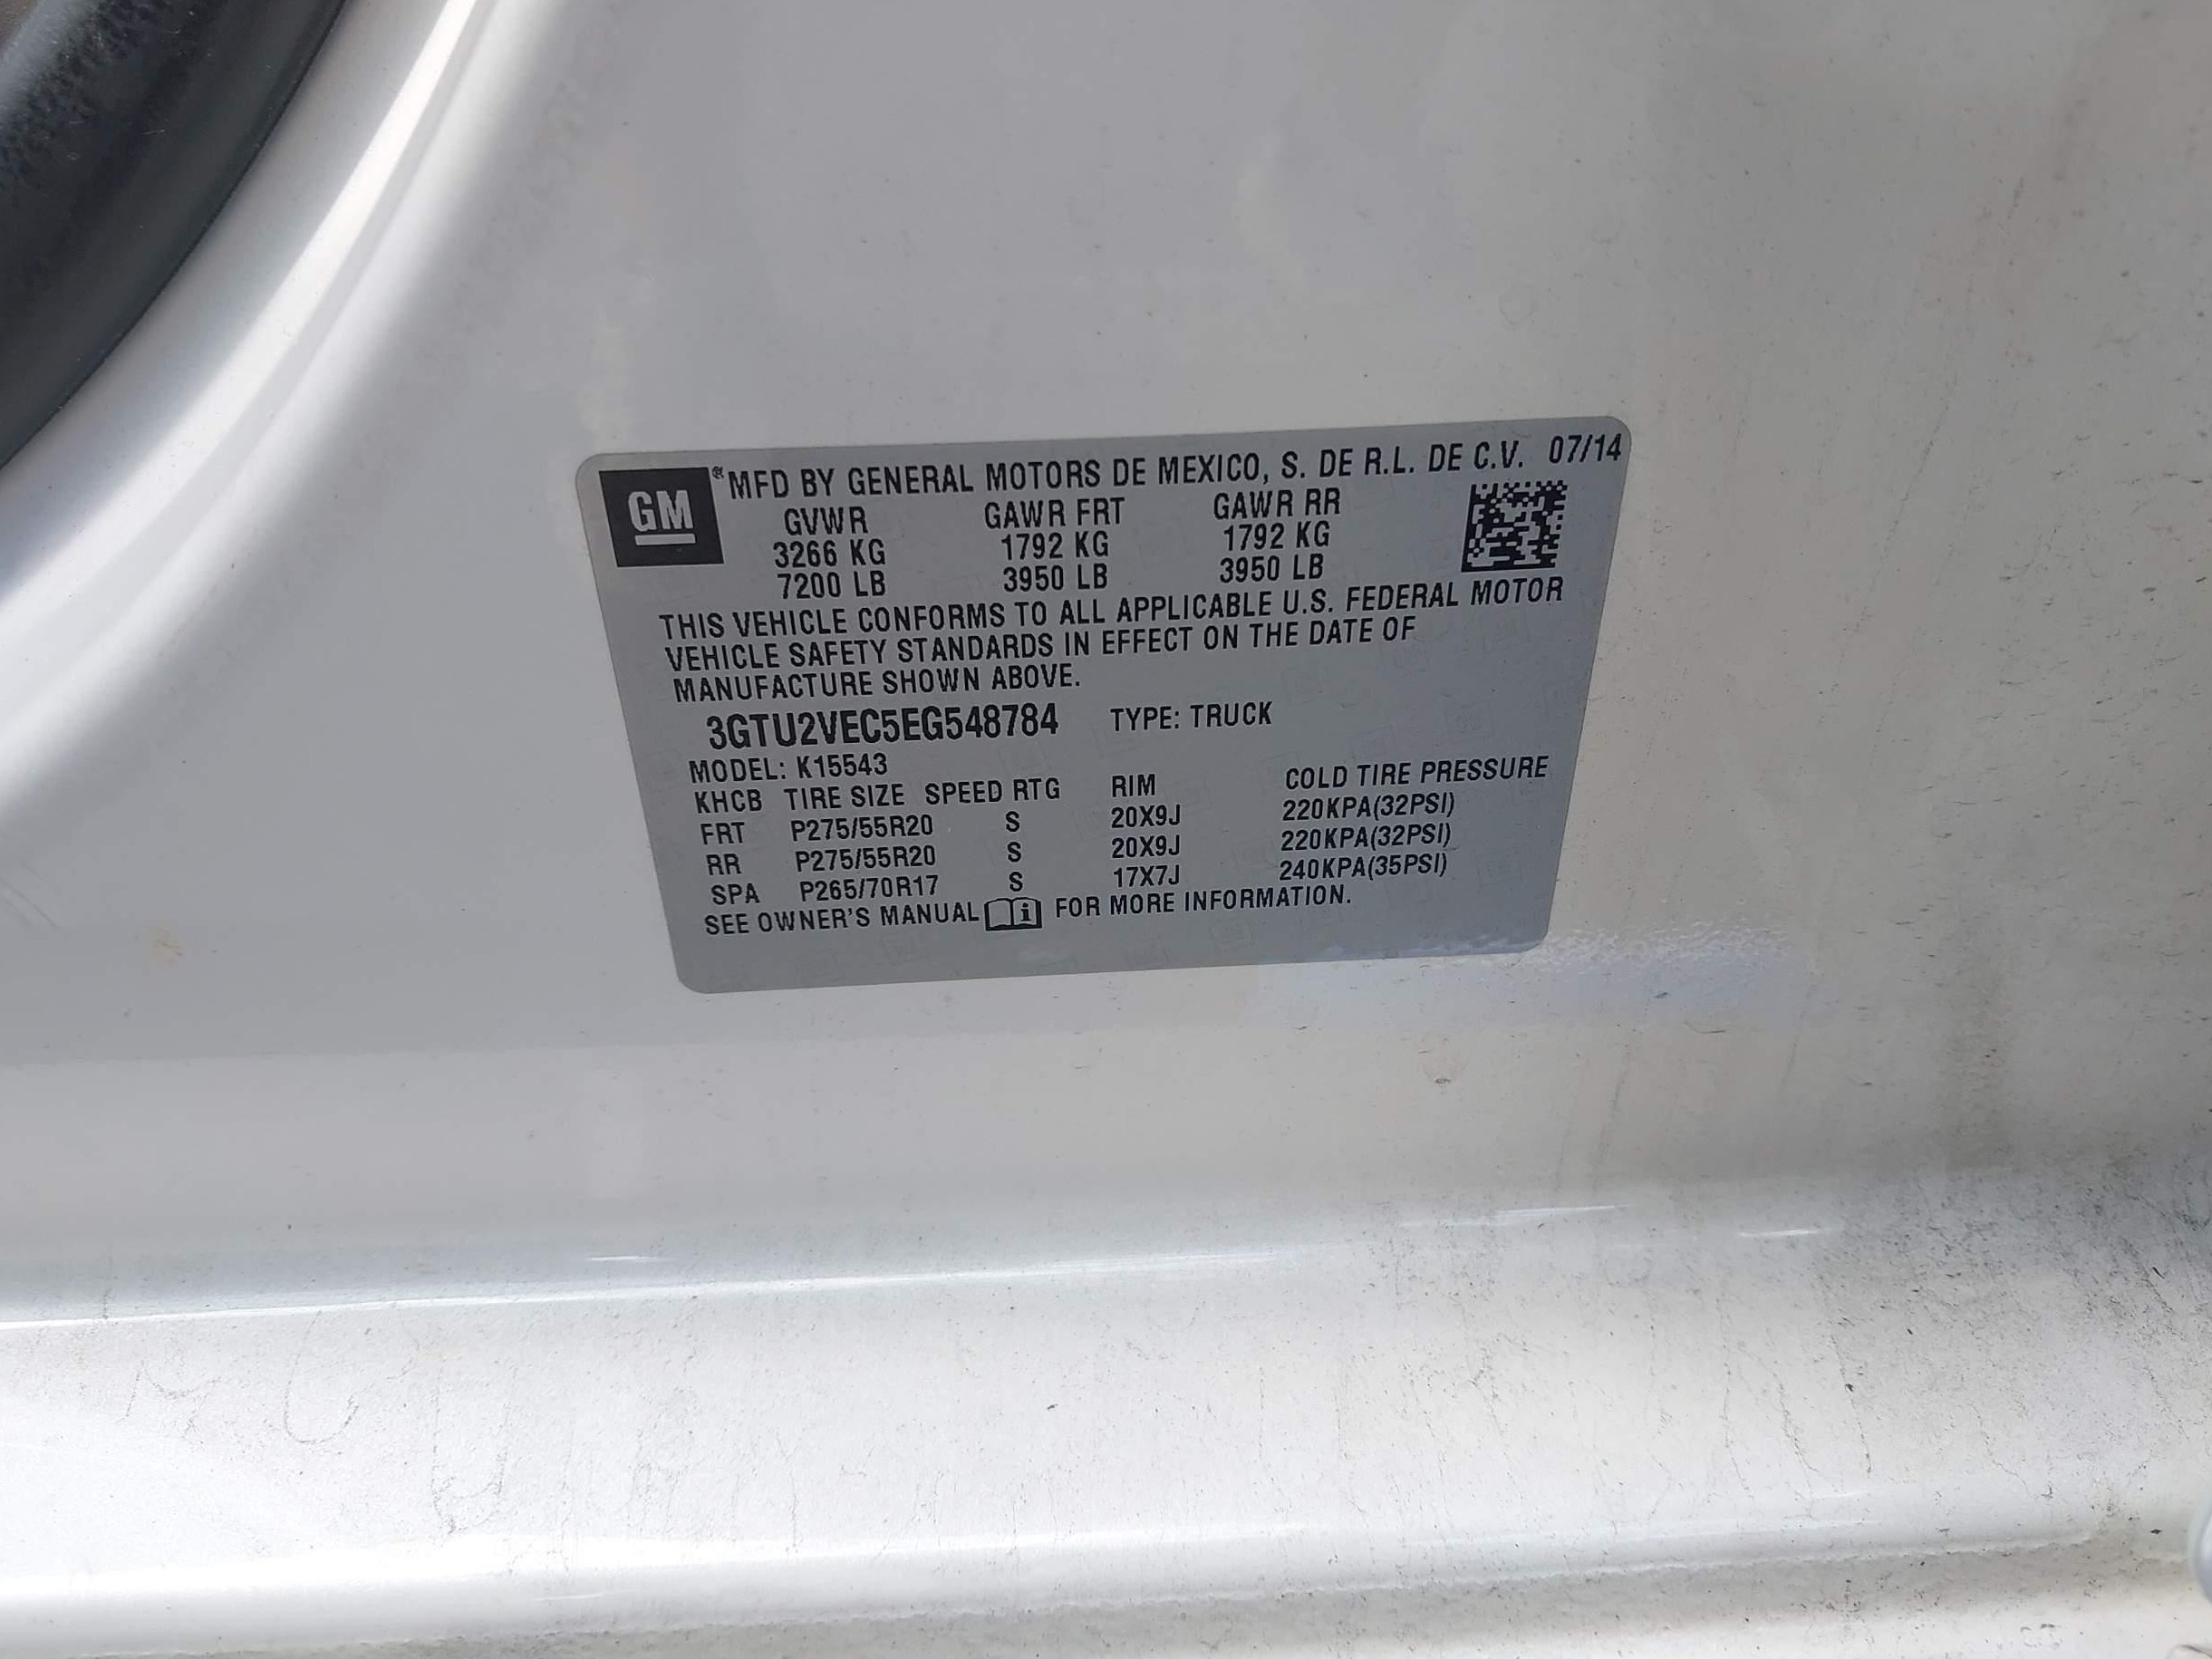 GM ® MFD BY GENERAL MOTORS DE MEXICO, S. DE R.L. DE C.V. 07/14
GVWR GAWR FRT GAWR RR
3266 KG 1792 KG 1792 KG
7200 LB 3950 LB 3950 LB
THIS VEHICLE CONFORMS TO ALL APPLICABLE U.S. FEDERAL MOTOR
VEHICLE SAFETY STANDARDS IN EFFECT ON THE DATE OF
MANUFACTURE SHOWN ABOVE.
3GTU2VEC5EG548784 TYPE: TRUCK
MODEL: K15543
KHCB TIRE SIZE SPEED RTG RIM COLD TIRE PRESSURE
FRT P275/55R20 S 20X9J 220KPA(32PSI)
RR P275/55R20 S 20X9J 220KPA(32PSI)
SPA P265/70R17 S 17X7J 240KPA(35PSI)
SEE OWNER'S MANUAL i FOR MORE INFORMATION.